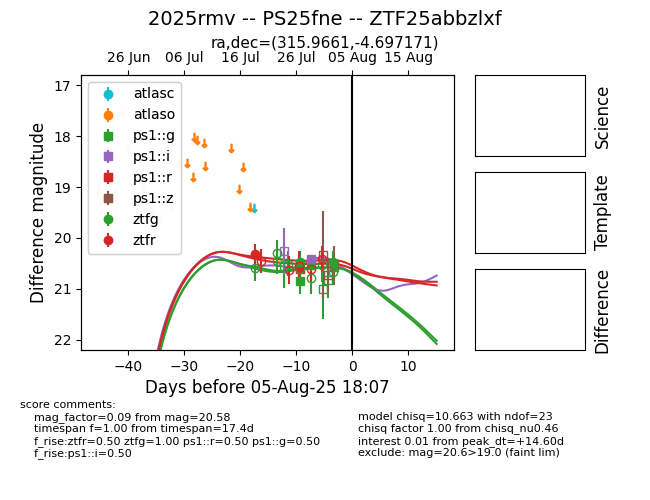 2025rmv -- PS25fne -- ZTF25abbzlxf
ra,dec=(315.9661,-4.697171)
26 Jun 06 Jul 16 Jul 26 Jul 05 Aug 15 Aug
17
18
19
20
21
22
Difference magnitude
atlasc
atlaso
ps1::g
ps1::i
ps1::r
ps1::z
ztfg
ztfr
−40 −30 −20 −10 0 10
Days before 05-Aug-25 18:07
Science
Template
Difference
score comments:
mag_factor=0.09 from mag=20.58
timespan f=1.00 from timespan=17.4d
f_rise:ztfr=0.50 ztfg=1.00 ps1::r=0.50 ps1::g=0.50
f_rise:ps1::i=0.50
model chisq=10.663 with ndof=23
chisq factor 1.00 from chisq_nu0.46
interest 0.01 from peak_dt=+14.60d
exclude: mag=20.6>19.0 (faint lim)